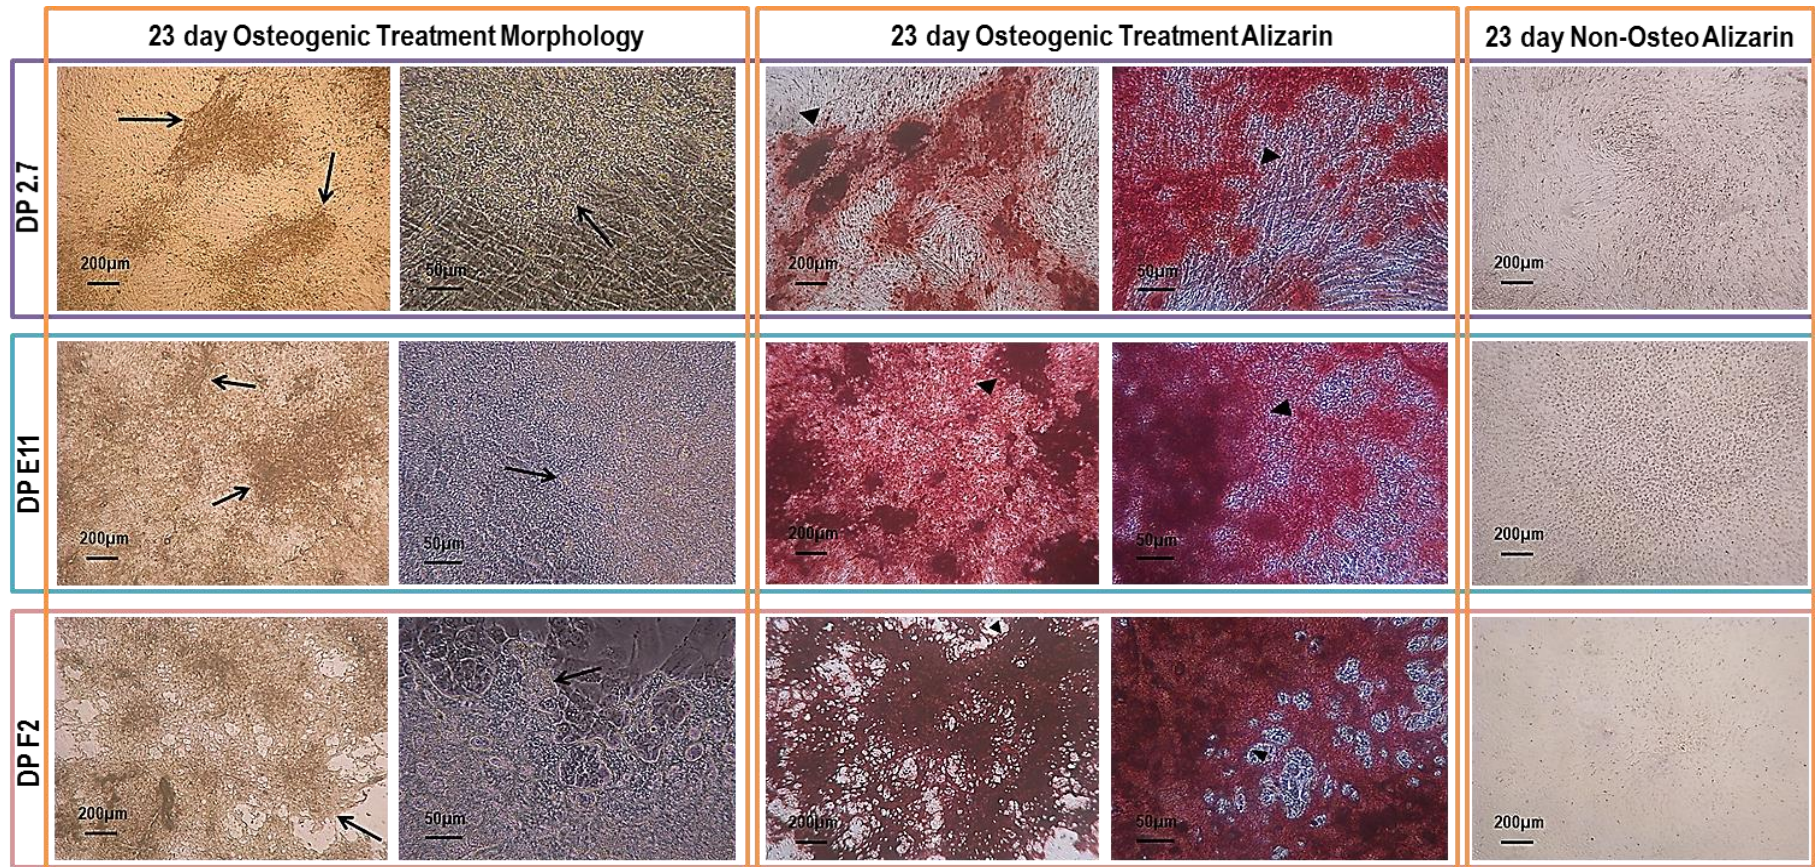 23 day Osteogenic Treatment Morphology
23 day Osteogenic Treatment Alizarin
23 day Non-Osteo Alizarin
DP 2.7
200µm
50µm
200µm
50µm
200µm
DP E11
200µm
50µm
200µm
50µm
200µm
DP F2
200µm
50µm
200µm
50µm
200µm